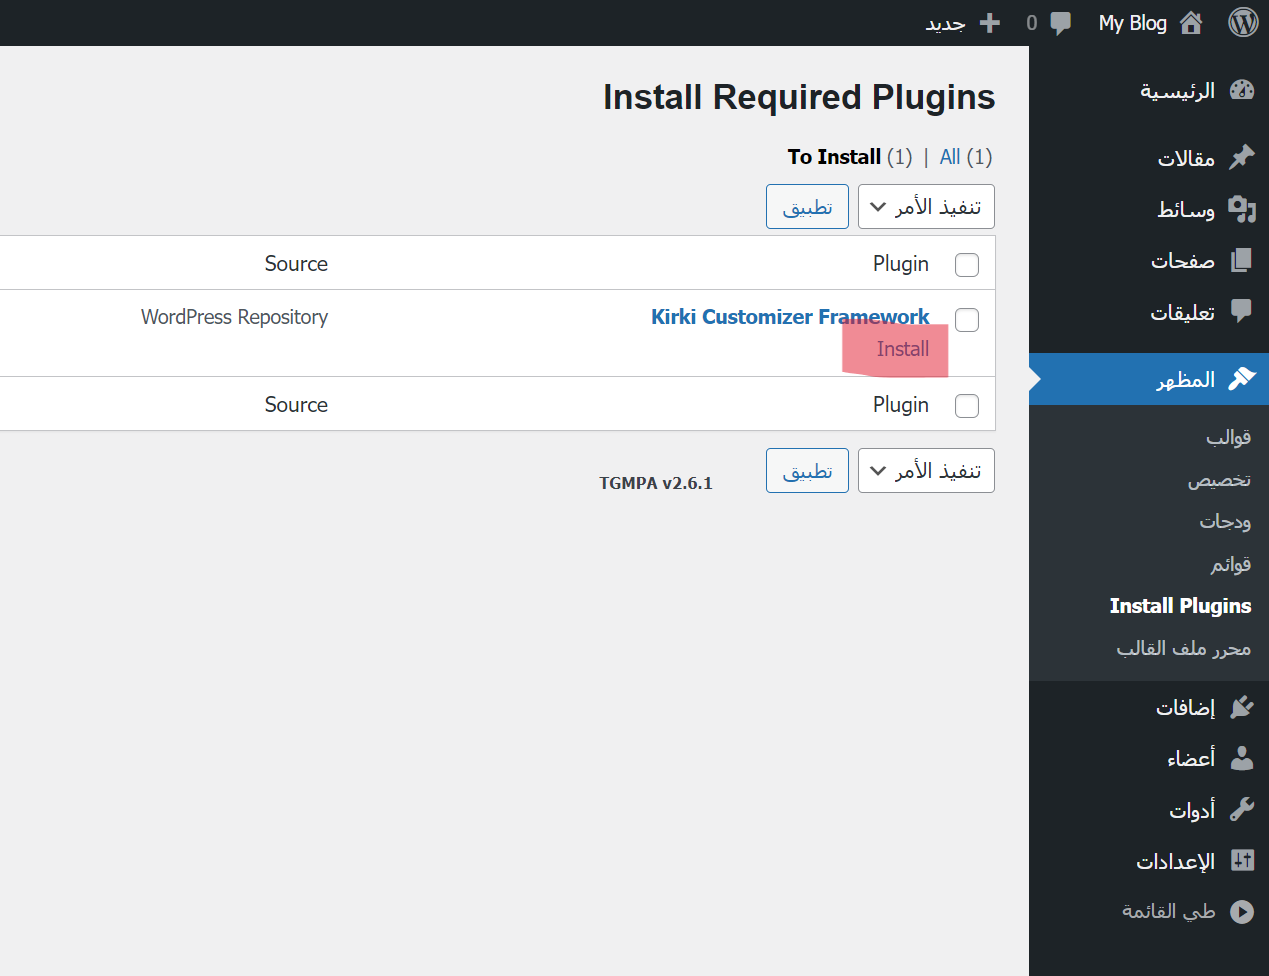 My Blog
0
جديد
الرئيسية
مقالات
وسائط
صفحات
تعليقات
المظهر
قوالب
تخصيص
ودجات
قوائم
Install Plugins
محرر ملف القالب
إضافات
أعضاء
أدوات
الإعدادات
طي القائمة
Install Required Plugins
To Install (1) | All (1)
تنفيذ الأمر
تطبيق
Plugin
Source
Kirki Customizer Framework
WordPress Repository
Install
Plugin
Source
تنفيذ الأمر
تطبيق
TGMPA v2.6.1